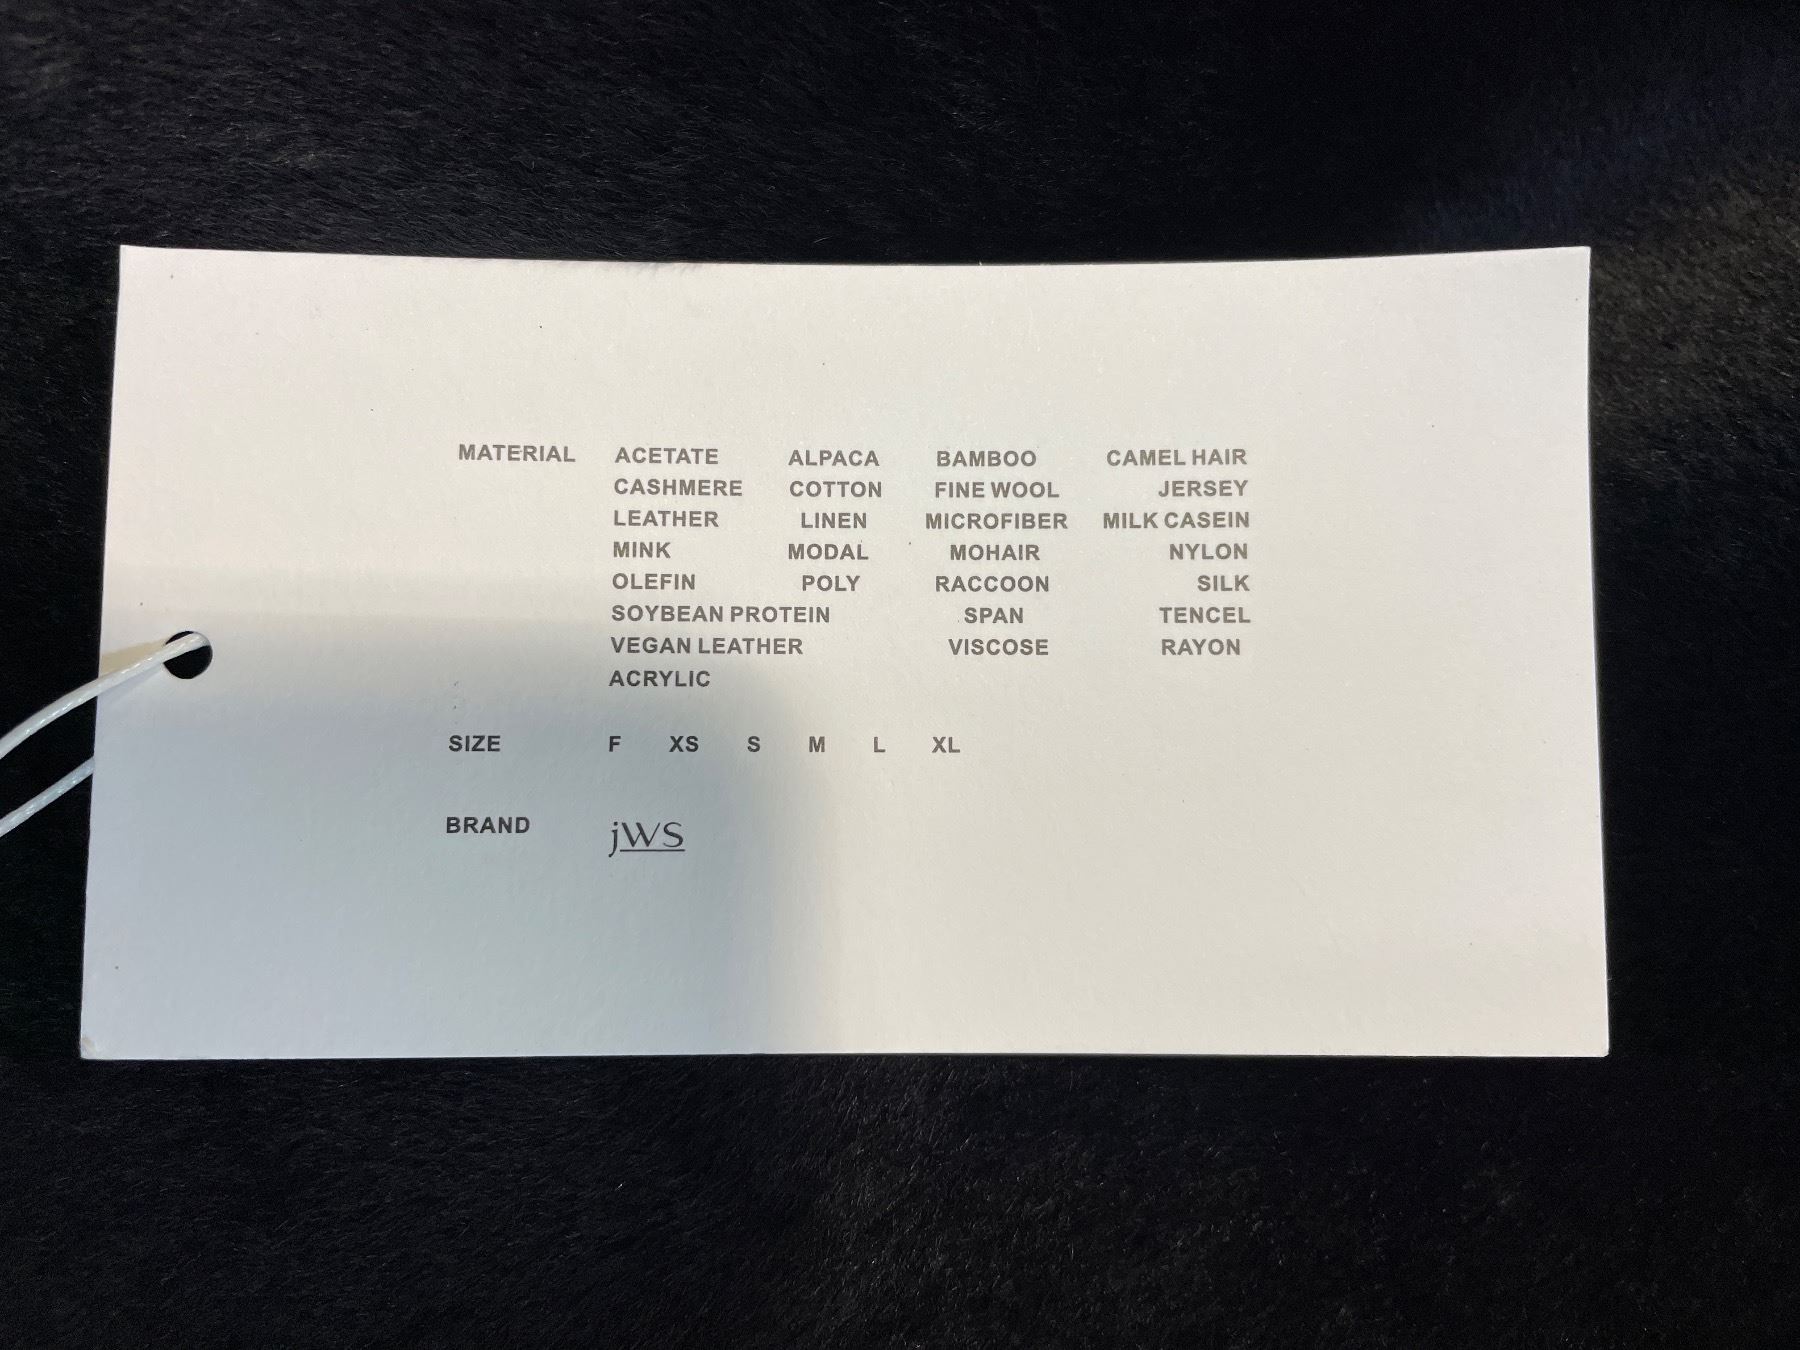 MATERIAL ACETATE ALPACA BAMBOO CAMEL HAIR
CASHMERE COTTON FINE WOOL JERSEY
LEATHER LINEN MICROFIBER MILK CASEIN
MINK MODAL MOHAIR NYLON
OLEFIN POLY RACCOON SILK
SOYBEAN PROTEIN SPAN TENCEL
VEGAN LEATHER VISCOSE RAYON
ACRYLIC
SIZE F XS S M L XL
BRAND jWS